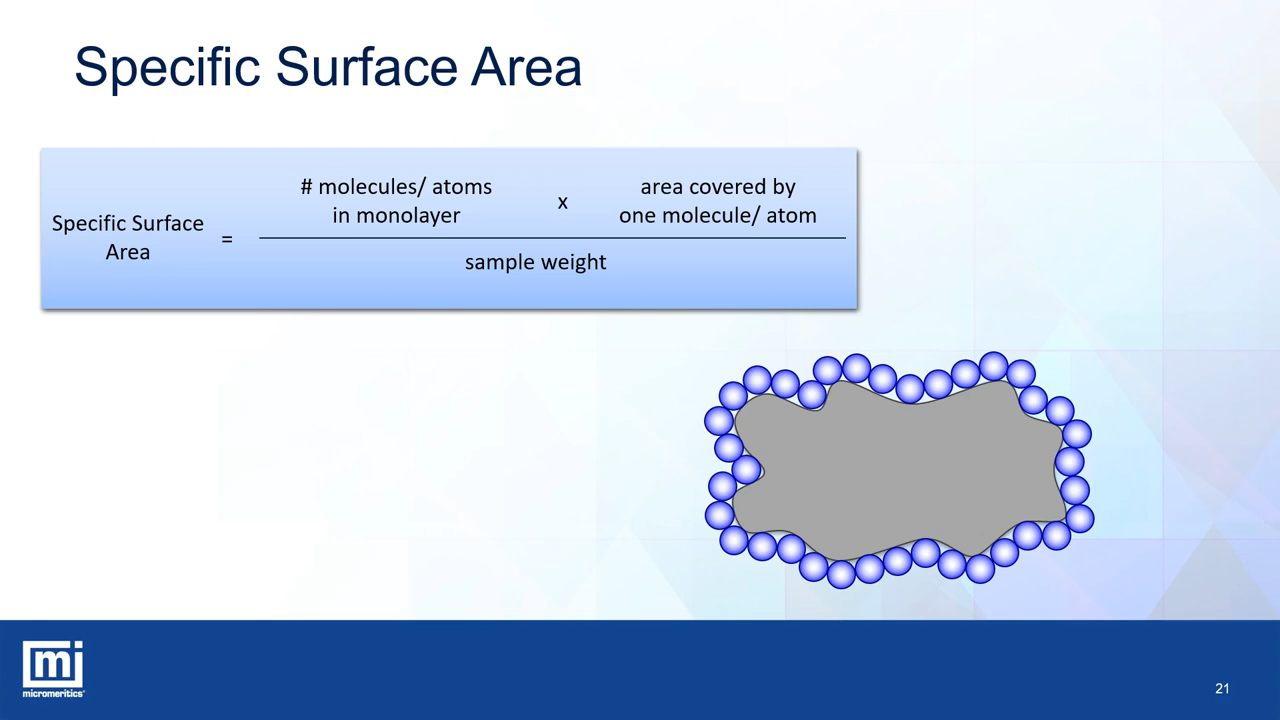 Specific Surface Area
# molecules/ atoms
in monolayer
x
area covered by
one molecule/ atom
Specific Surface
Area
=
sample weight
mi
micromeritics®
21